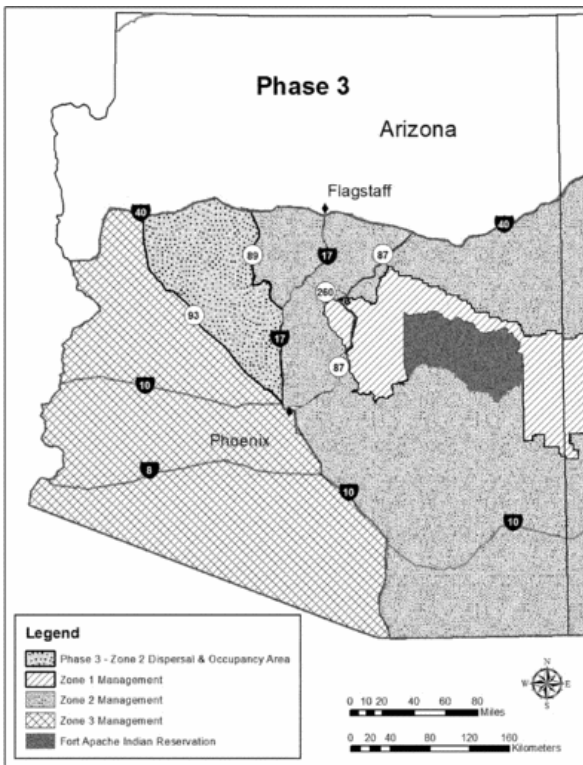 Phase 3
Arizona
Flagstaff
40
40
89
17
87
260
93
17
87
10
Phoenix
8
10
10
Legend
Phase 3 - Zone 2 Dispersal & Occupancy Area
Zone 1 Management
Zone 2 Management
Zone 3 Management
Fort Apache Indian Reservation
N
W E
S
0 10 20 40 60 80
Miles
0 20 40 80 120 160
Kilometers